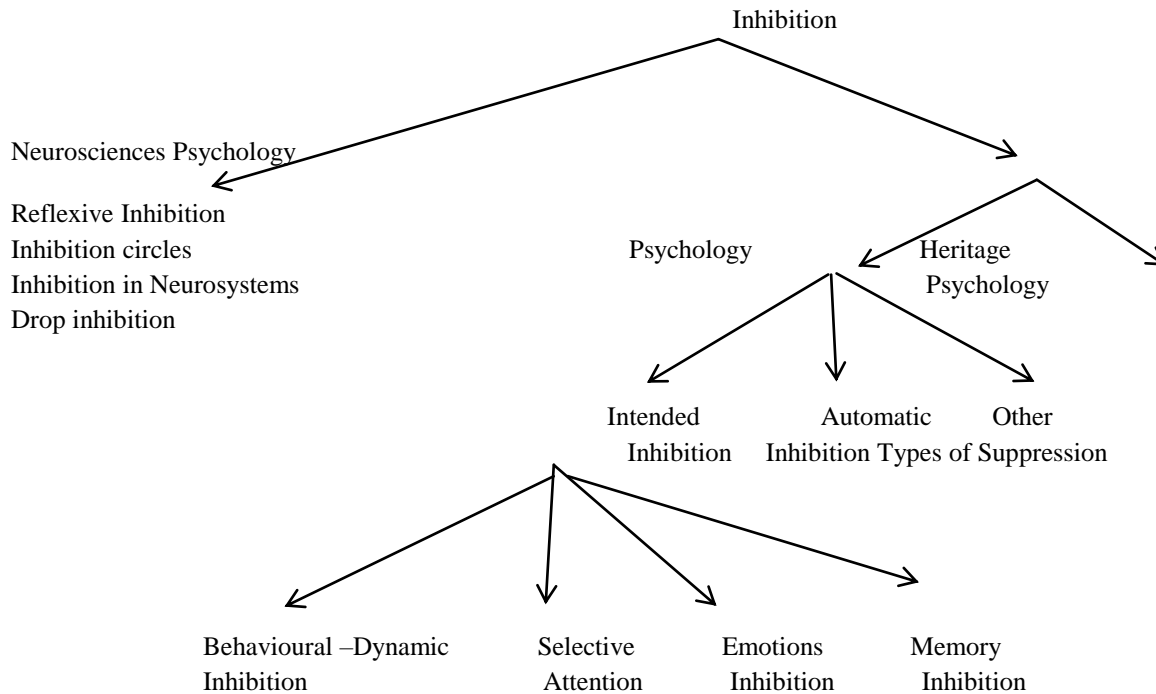 Inhibition
Neurosciences Psychology
Reflexive Inhibition
Inhibition circles
Inhibition in Neurosystems
Drop inhibition
Psychology Heritage
Psychology
Intended Automatic Other
Inhibition Inhibition Types of Suppression
Behavioural –Dynamic Selective Emotions Memory
Inhibition Attention Inhibition Inhibition